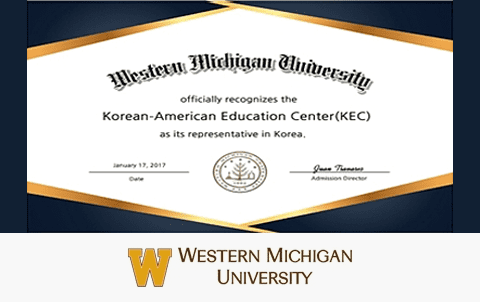 Western Michigan University
officially recognizes the
Korean-American Education Center(KEC)
as its representative in Korea.
January 17, 2017
Date
Admission Director
W WESTERN MICHIGAN
UNIVERSITY